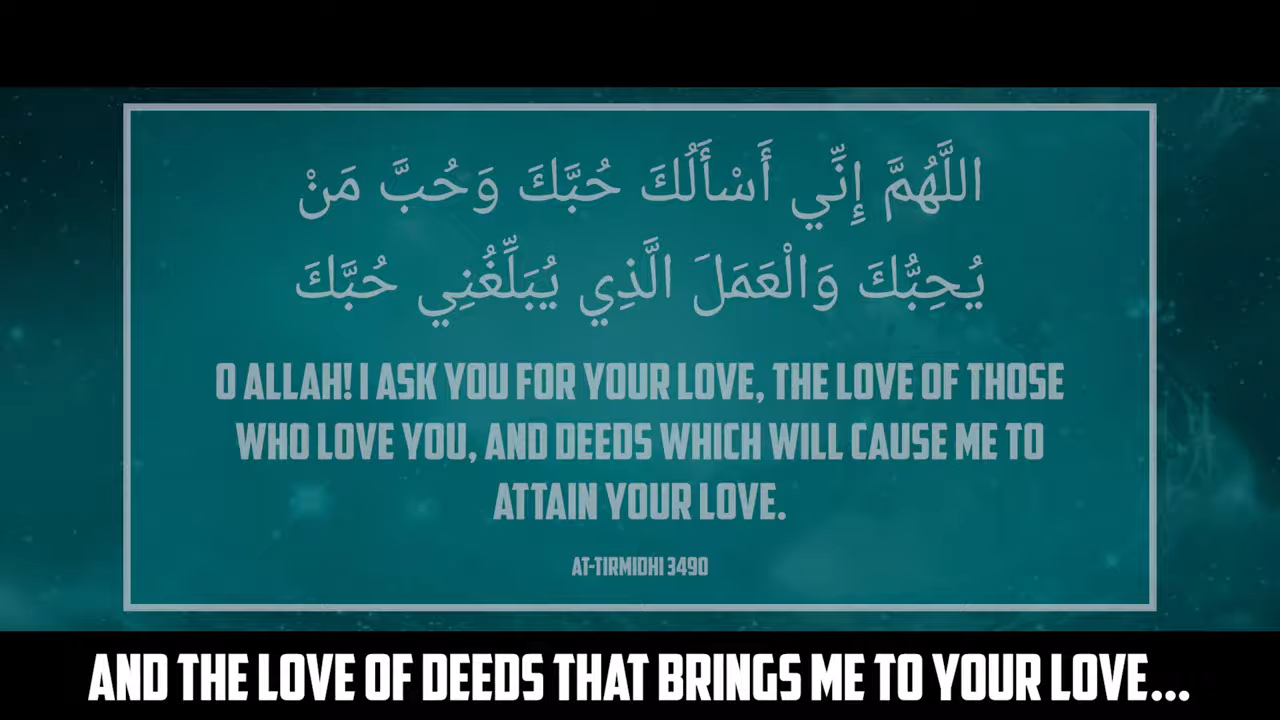 اللَّهُمَّ إِنِّي أَسْأَلُكَ حُبَّكَ وَحُبَّ مَنْ
يُحِبُّكَ وَالْعَمَلَ الَّذِي يُبَلِّغُنِي حُبَّكَ
O ALLAH! I ASK YOU FOR YOUR LOVE, THE LOVE OF THOSE
WHO LOVE YOU, AND DEEDS WHICH WILL CAUSE ME TO
ATTAIN YOUR LOVE.
AT-TIRMIDHI 3490
AND THE LOVE OF DEEDS THAT BRINGS ME TO YOUR LOVE...